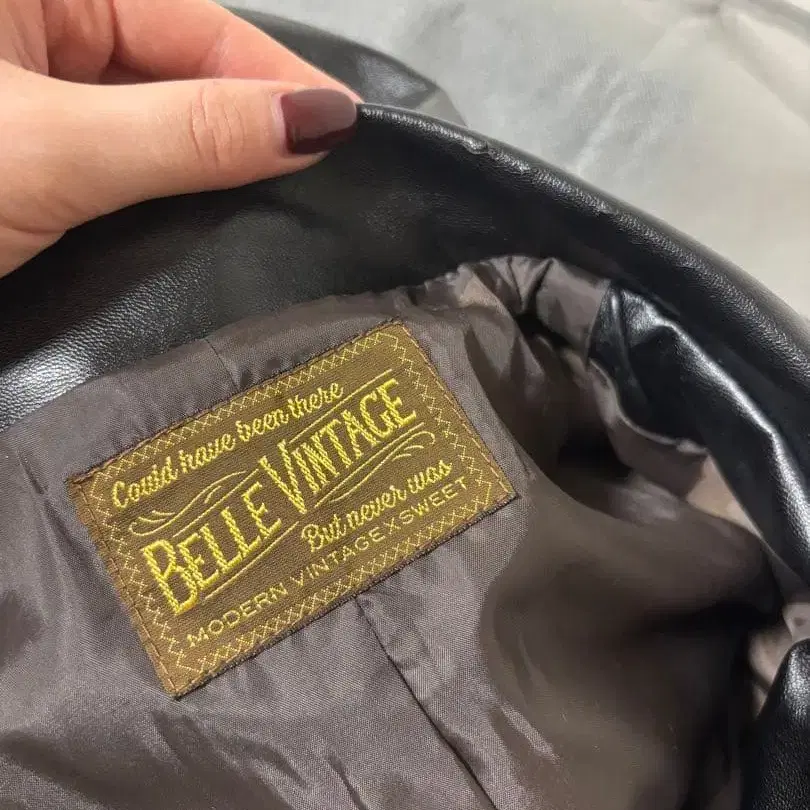 Could have been there
BELLE VINTAGE
But never was
MODERN VINTAGE X SWEET